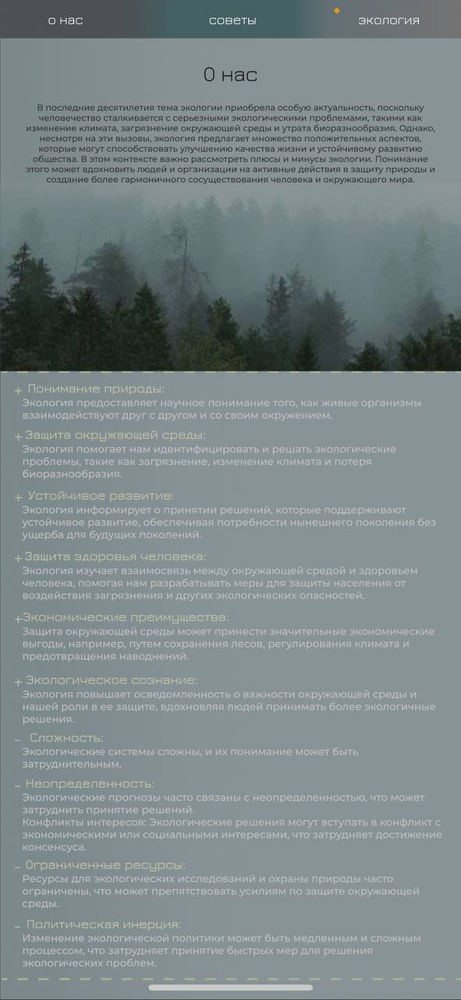 о нас
советы
экология
О нас
В последние десятилетия тема экологии приобрела особую актуальность, поскольку
человечество сталкивается с серьезными экологическими проблемами, такими как
изменение климата, загрязнение окружающей среды и утрата биоразнообразия. Однако,
несмотря на эти вызовы, экология предлагает множество положительных аспектов,
которые могут способствовать улучшению качества жизни и устойчивому развитию
общества. В этом контексте важно рассмотреть плюсы и минусы экологии. Понимание
этого может вдохновить людей и организации на активные действия в защиту природы и
создание более гармоничного сосуществования человека и окружающего мира.
+ Понимание природы:
Экология предоставляет научное понимание того, как живые организмы
взаимодействуют друг с другом и со своим окружением.
+ Защита окружающей среды:
Экология помогает нам идентифицировать и решать экологические
проблемы, такие как загрязнение, изменение климата и потеря
биоразнообразия.
+ Устойчивое развитие:
Экология информирует о принятии решений, которые поддерживают
устойчивое развитие, обеспечивая потребности нынешнего поколения без
ущерба для будущих поколений.
+ Защита здоровья человека:
Экология изучает взаимосвязь между окружающей средой и здоровьем
человека, помогая нам разрабатывать меры для защиты населения от
воздействия загрязнения и других экологических опасностей.
+Экономические преимущества:
Защита окружающей среды может принести значительные экономические
выгоды, например, путем сохранения лесов, регулирования климата и
предотвращения наводнений.
+ Экологическое сознание:
Экология повышает осведомленность о важности окружающей среды и
нашей роли в ее защите, вдохновляя людей принимать более экологичные
решения.
– Сложность:
Экологические системы сложны, и их понимание может быть
затруднительным.
– Неопределенность:
Экологические прогнозы часто связаны с неопределенностью, что может
затруднить принятие решений.
Конфликты интересов: Экологические решения могут вступать в конфликт с
экономическими или социальными интересами, что затрудняет достижение
консенсуса.
– Ограниченные ресурсы:
Ресурсы для экологических исследований и охраны природы часто
ограничены, что может препятствовать усилиям по защите окружающей
среды.
– Политическая инерция:
Изменение экологической политики может быть медленным и сложным
процессом, что затрудняет принятие быстрых мер для решения
экологических проблем.